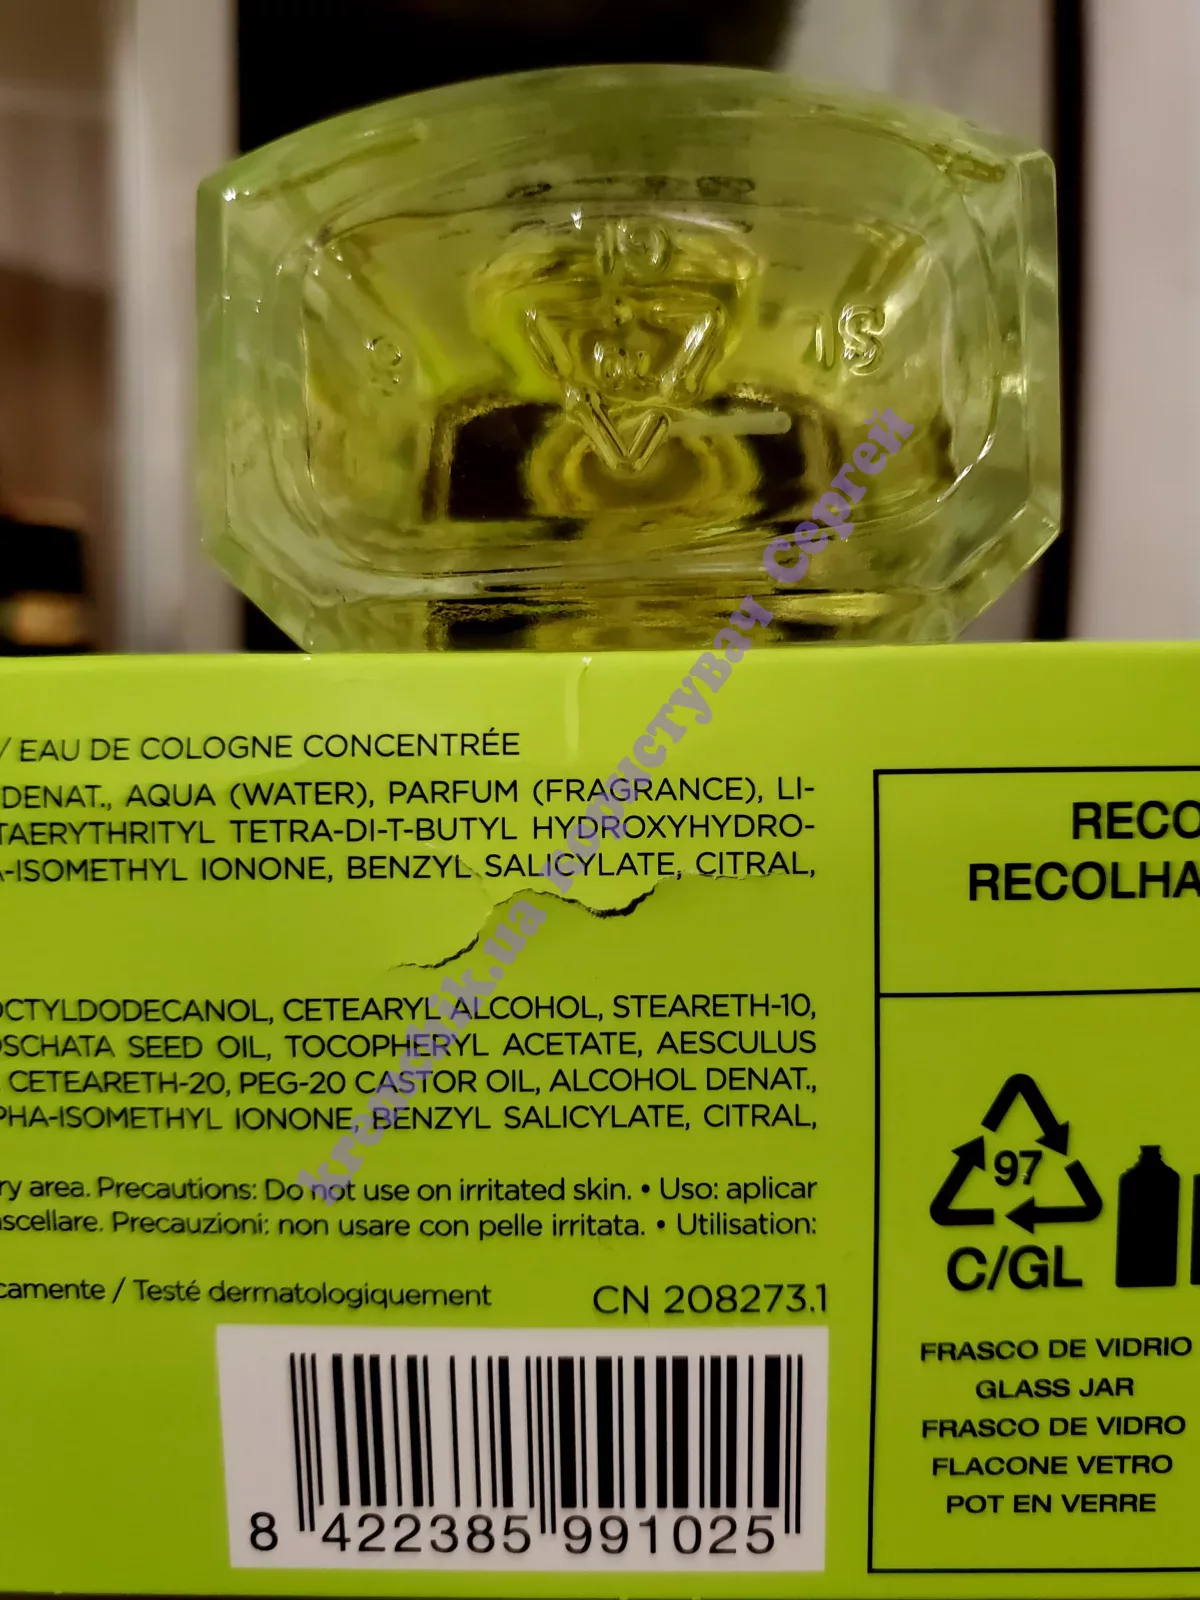 / EAU DE COLOGNE CONCENTRÉE
DENAT., AQUA (WATER), PARFUM (FRAGRANCE), LI-
TAERYTHRITYL TETRA-DI-T-BUTYL HYDROXYHYDRO-
A-ISOMETHYL IONONE, BENZYL SALICYLATE, CITRAL,
OCTYLDODECANOL, CETEARYL ALCOHOL, STEARETH-10,
OSCHATA SEED OIL, TOCOPHERYL ACETATE, AESCULUS
CETEARETH-20, PEG-20 CASTOR OIL, ALCOHOL DENAT.,
PHA-ISOMETHYL IONONE, BENZYL SALICYLATE, CITRAL,
ry area. Precautions: Do not use on irritated skin. • Uso: aplicar
ascellare. Precauzioni: non usare con pelle irritata. • Utilisation:
camente / Testé dermatologiquement
CN 208273.1
8 422385 991025
RECO
RECOLHA
97
C/GL
FRASCO DE VIDRIO
GLASS JAR
FRASCO DE VIDRO
FLACONE VETRO
POT EN VERRE
kremchik.ua користувач Сергей